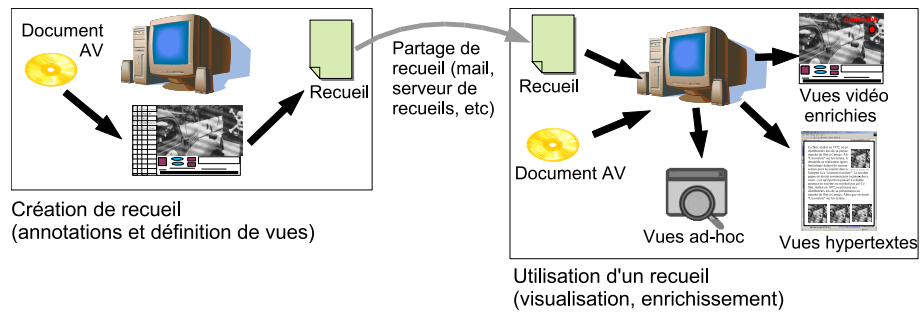 Document
AV
Recueil
Création de recueil
(annotations et définition de vues)
Partage de
recueil (mail,
serveur de
recueils, etc)
Recueil
Document AV
Vues ad-hoc
Vues vidéo
enrichies
Vues hypertextes
Utilisation d'un recueil
(visualisation, enrichissement)